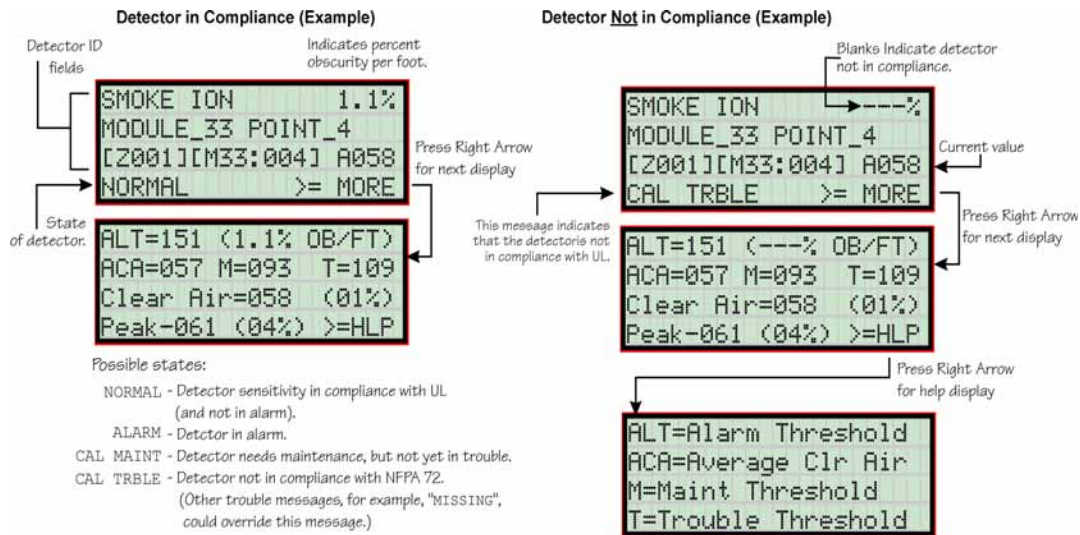 Detector in Compliance (Example)
Detector ID
fields
Indicates percent
obscurity per foot.
SMOKE ION 1.1%
MODULE_33 POINT_4
[Z001][M33:004] A058
NORMAL >= MORE
Press Right Arrow
for next display
State
of detector.
ALT=151 (1.1% OB/FT)
ACA=057 M=093 T=109
Clear Air=058 (01%)
Peak-061 (04%) >=HLP
Possible states:
NORMAL - Detector sensitivity in compliance with UL
(and not in alarm).
ALARM - Detctor in alarm.
CAL MAINT - Detector needs maintenance, but not yet in trouble.
CAL TRBLE - Detector not in compliance with NFPA 72.
(Other trouble messages, for example, "MISSING",
could override this message.)
Detector Not in Compliance (Example)
Blanks Indicate detector
not in compliance.
SMOKE ION ---%
MODULE_33 POINT_4
[Z001][M33:004] A058
CAL TRBLE >= MORE
Current value
This message indicates
that the detectoris not
in compliance with UL.
Press Right Arrow
for next display
ALT=151 (---% OB/FT)
ACA=057 M=093 T=109
Clear Air=058 (01%)
Peak-061 (04%) >=HLP
Press Right Arrow
for help display
ALT=Alarm Threshold
ACA=Average Clr Air
M=Maint Threshold
T=Trouble Threshold